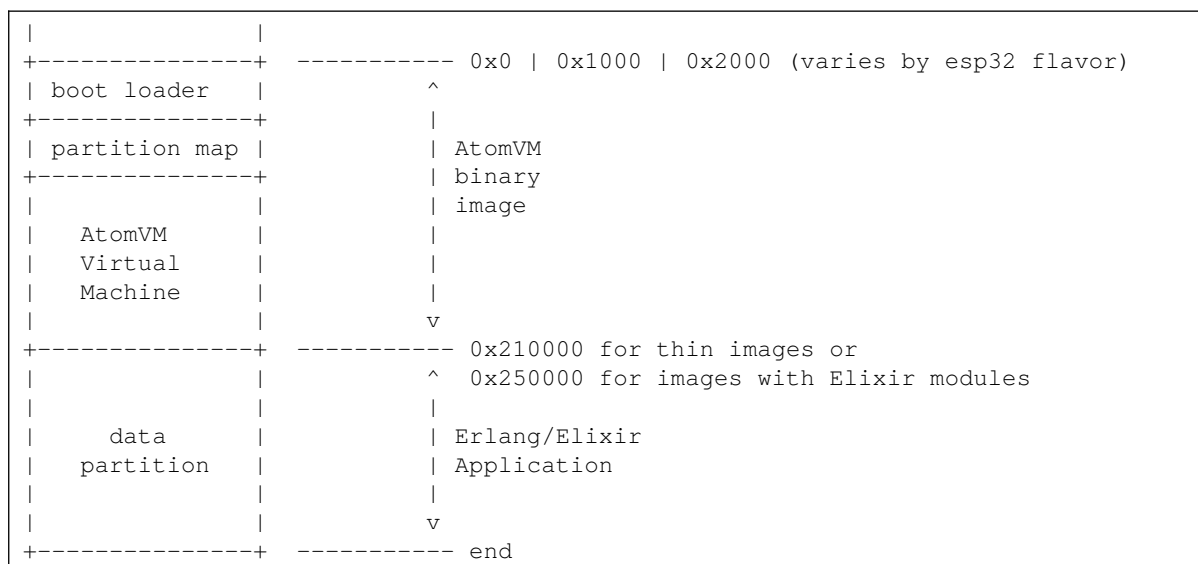 |               |
+---------------+  ----------- 0x0 | 0x1000 | 0x2000 (varies by esp32 flavor)
| boot loader   |           ^
+---------------+           |
| partition map |           | AtomVM
+---------------+           | binary
|               |           | image
|   AtomVM      |           |
|   Virtual     |           |
|   Machine     |           |
|               |           v
+---------------+  ----------- 0x210000 for thin images or
|               |           ^  0x250000 for images with Elixir modules
|               |           |
|     data      |           | Erlang/Elixir
|   partition   |           | Application
|               |           |
|               |           v
+---------------+  ----------- end